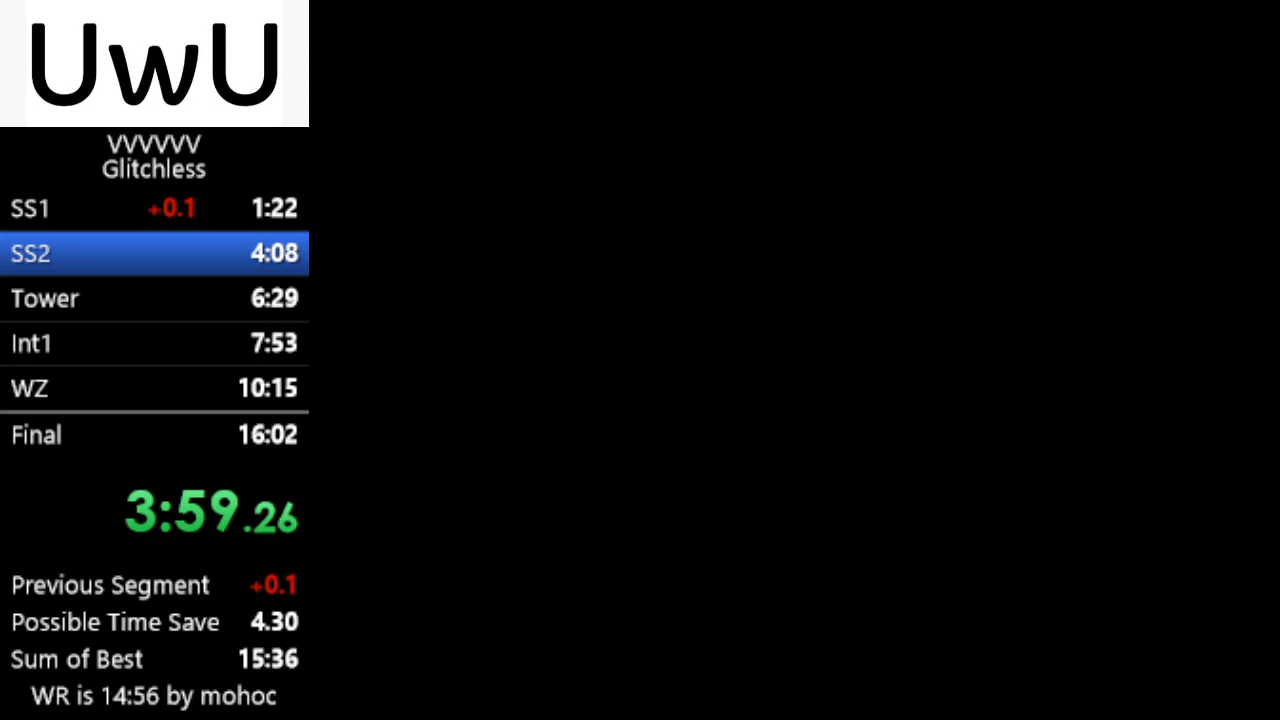 UwU
VVVVVV
Glitchless
SS1 +0.1 1:22
SS2 4:08
Tower 6:29
Int1 7:53
WZ 10:15
Final 16:02
3:59.26
Previous Segment +0.1
Possible Time Save 4.30
Sum of Best 15:36
WR is 14:56 by mohoc